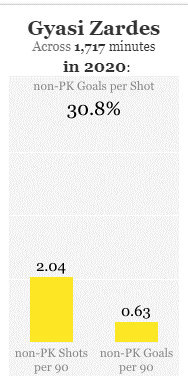 Gyasi Zardes
Across 1,717 minutes
in 2020:
non-PK Goals per Shot
30.8%
2.04
0.63
non-PK Shots non-PK Goals
per 90 per 90